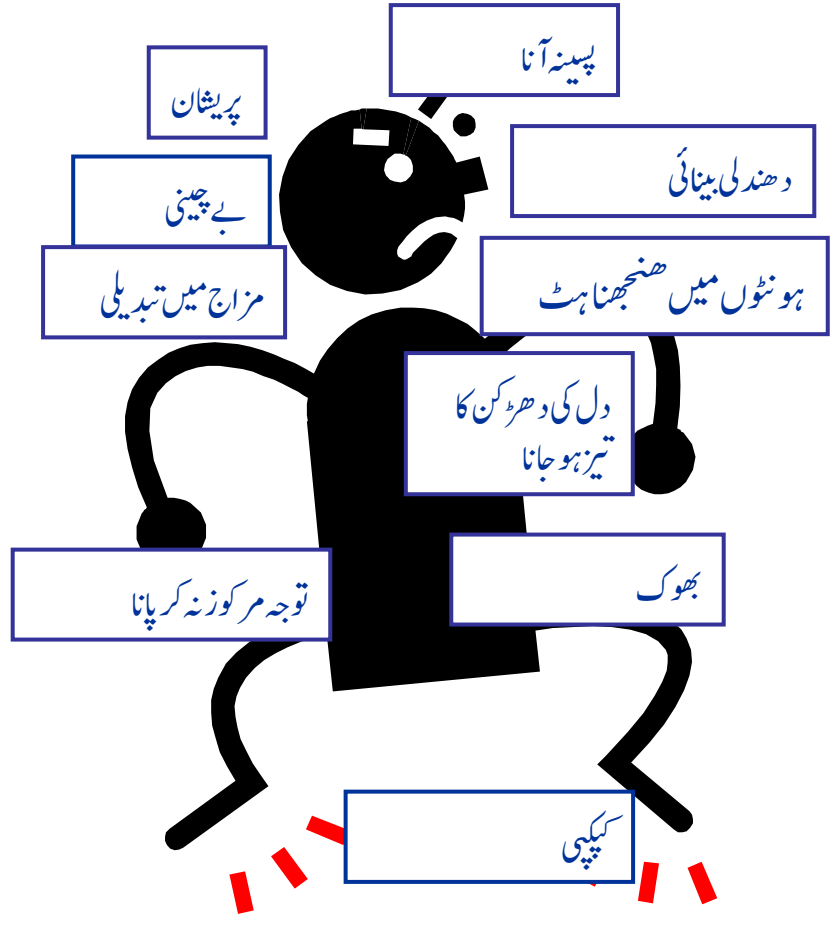 پسینہ آنا
پریشان
دھندلی بینائی
بے چینی
ہونٹوں میں ھنجھناہٹ
مزاج میں تبدیلی
دل کی دھڑکن کا
تیز ہو جانا
بھوک
توجہ مرکوز نہ کر پانا
کپکپی